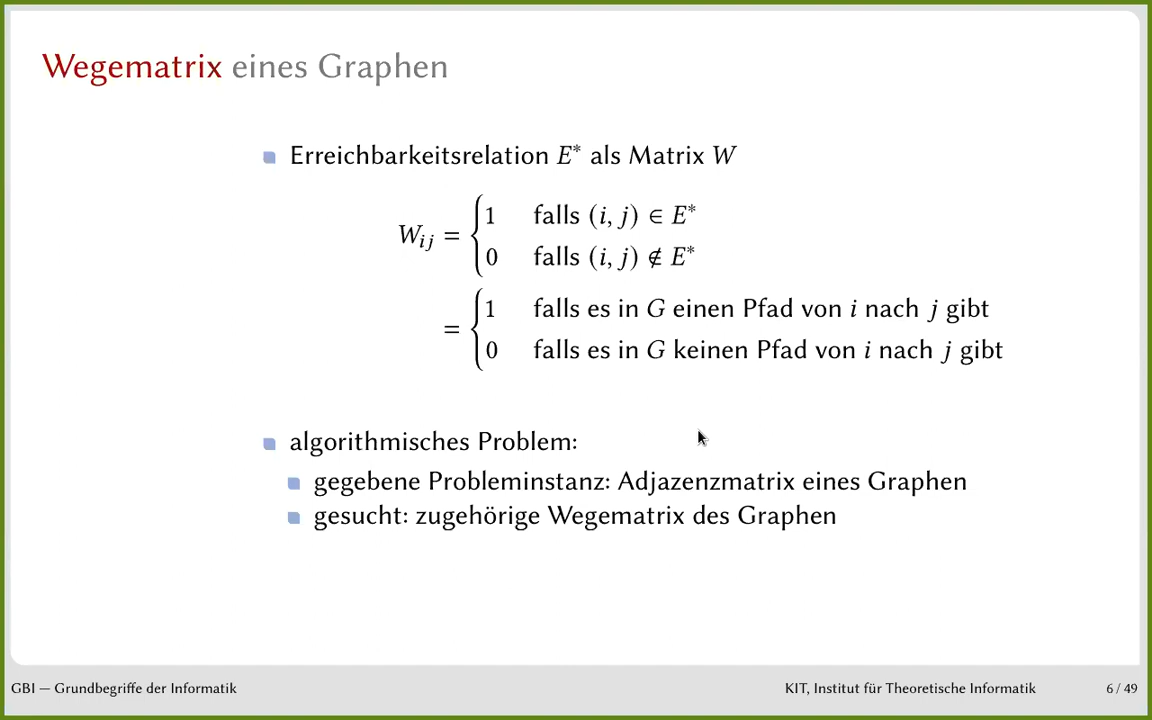 Wegematrix eines Graphen
Erreichbarkeitsrelation E* als Matrix W
W_{ij} = { 1 falls (i, j) ∈ E*
0 falls (i, j) ∉ E*
= { 1 falls es in G einen Pfad von i nach j gibt
0 falls es in G keinen Pfad von i nach j gibt
algorithmisches Problem:
gegebene Probleminstanz: Adjazenzmatrix eines Graphen
gesucht: zugehörige Wegematrix des Graphen
GBI — Grundbegriffe der Informatik KIT, Institut für Theoretische Informatik 6 / 49